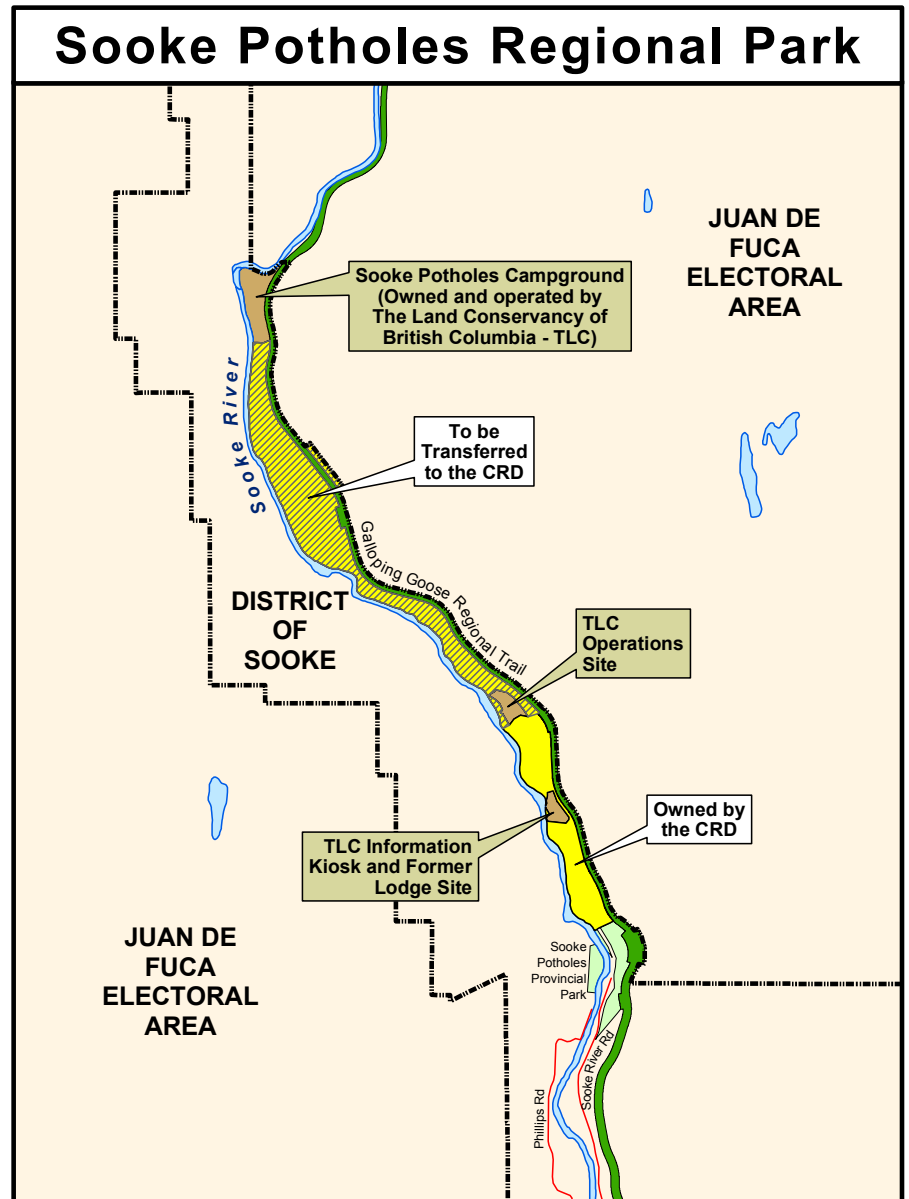 Sooke Potholes Regional Park
JUAN DE
FUCA
ELECTORAL
AREA
Sooke Potholes Campground
(Owned and operated by
The Land Conservancy of
British Columbia - TLC)
Sooke River
To be
Transferred
to the CRD
Galloping Goose Regional Trail
DISTRICT
OF
SOOKE
TLC
Operations
Site
Owned by
the CRD
TLC Information
Kiosk and Former
Lodge Site
JUAN DE
FUCA
ELECTORAL
AREA
Sooke
Potholes
Provincial
Park
Sooke River Rd
Phillips Rd